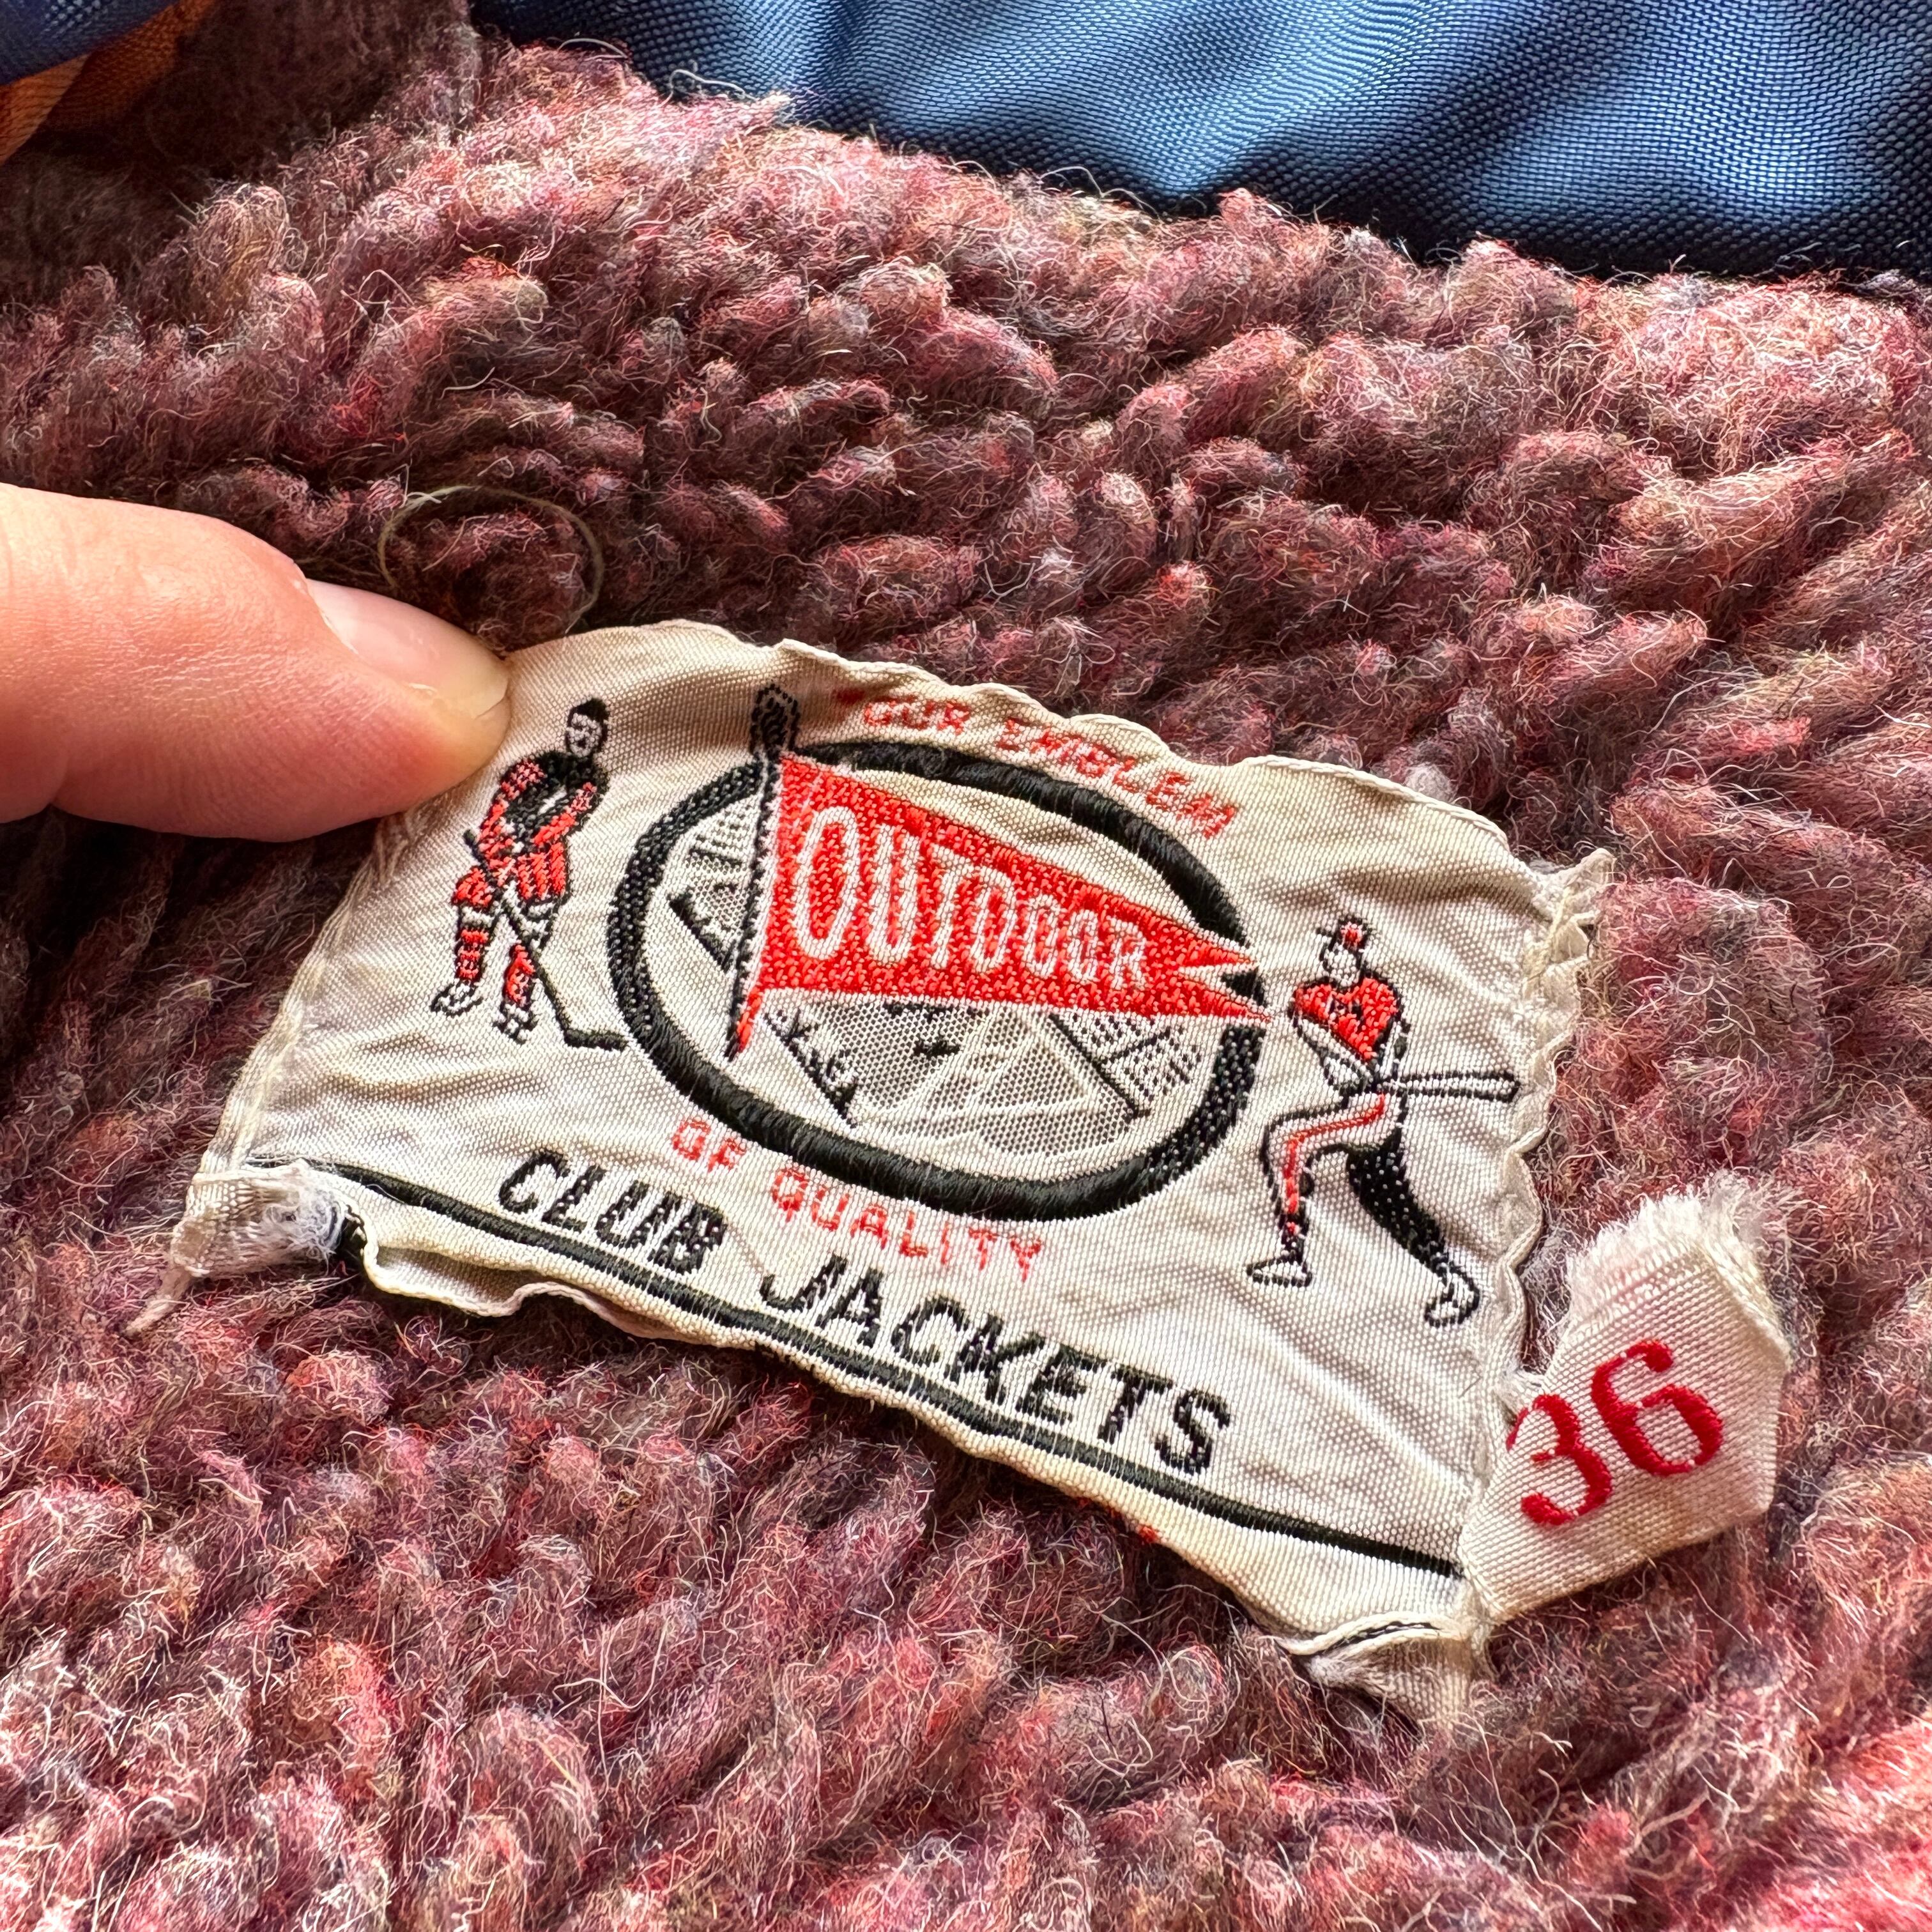 YOUR EMBLEM
OUTDOOR
OF QUALITY
CLUB JACKETS
36